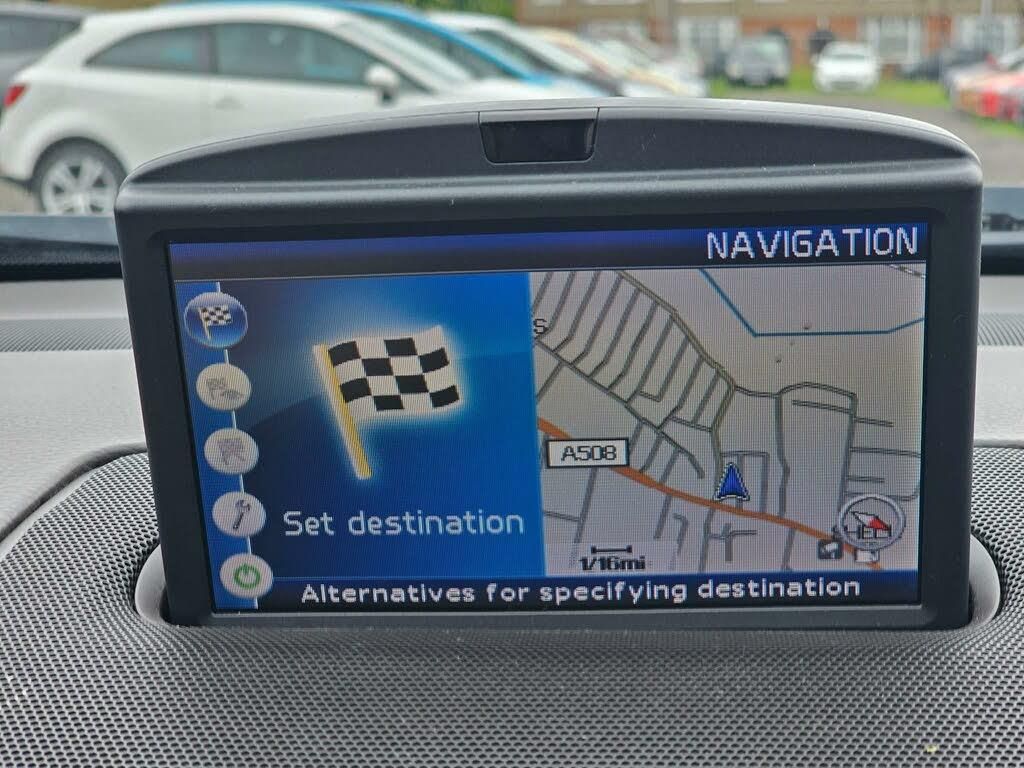 NAVIGATION
S
A508
Set destination
1/16mi
Alternatives for specifying destination